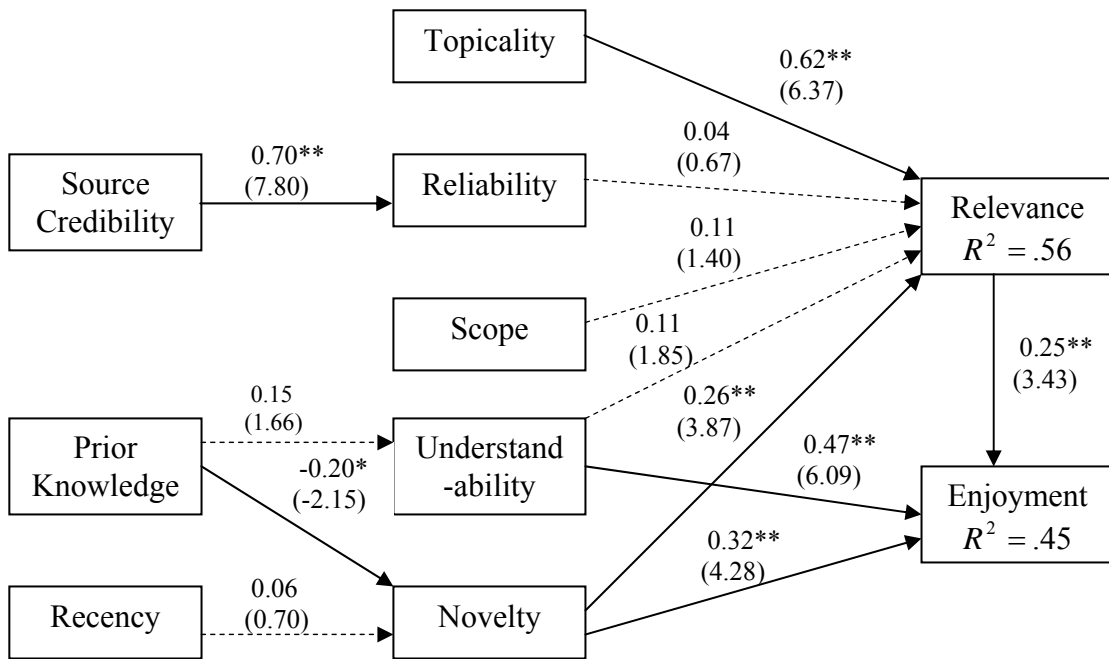 Topicality
0.62**
(6.37)
0.04
(0.67)
0.70**
(7.80)
Source
Credibility
Reliability
Relevance
R² = .56
0.11
(1.40)
Scope
0.11
(1.85)
0.25**
(3.43)
0.15
(1.66)
0.26**
(3.87)
Prior
Knowledge
-0.20*
(-2.15)
Understand
-ability
0.47**
(6.09)
Enjoyment
R² = .45
0.32**
(4.28)
0.06
(0.70)
Recency
Novelty